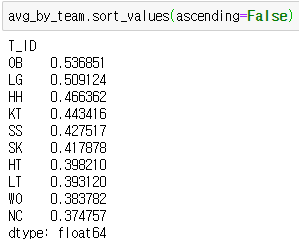 avg_by_team.sort_values(ascending=False)
T_ID
OB    0.536851
LG    0.509124
HH    0.466362
KT    0.443416
SS    0.427517
SK    0.417878
HT    0.398210
LT    0.393120
WO    0.383782
NC    0.374757
dtype: float64